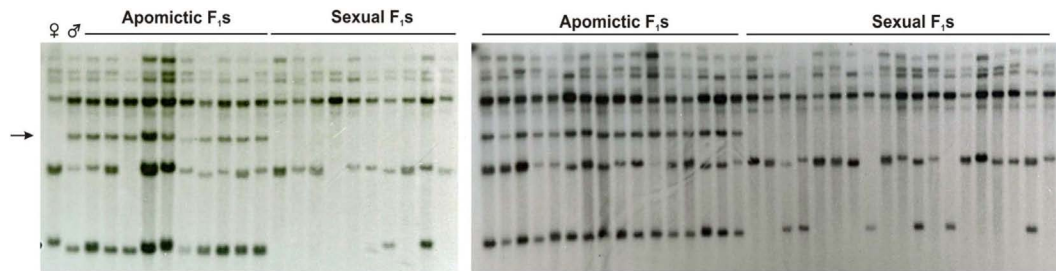 Apomictic F₁s Sexual F₁s Apomictic F₁s Sexual F₁s
♀ ♂